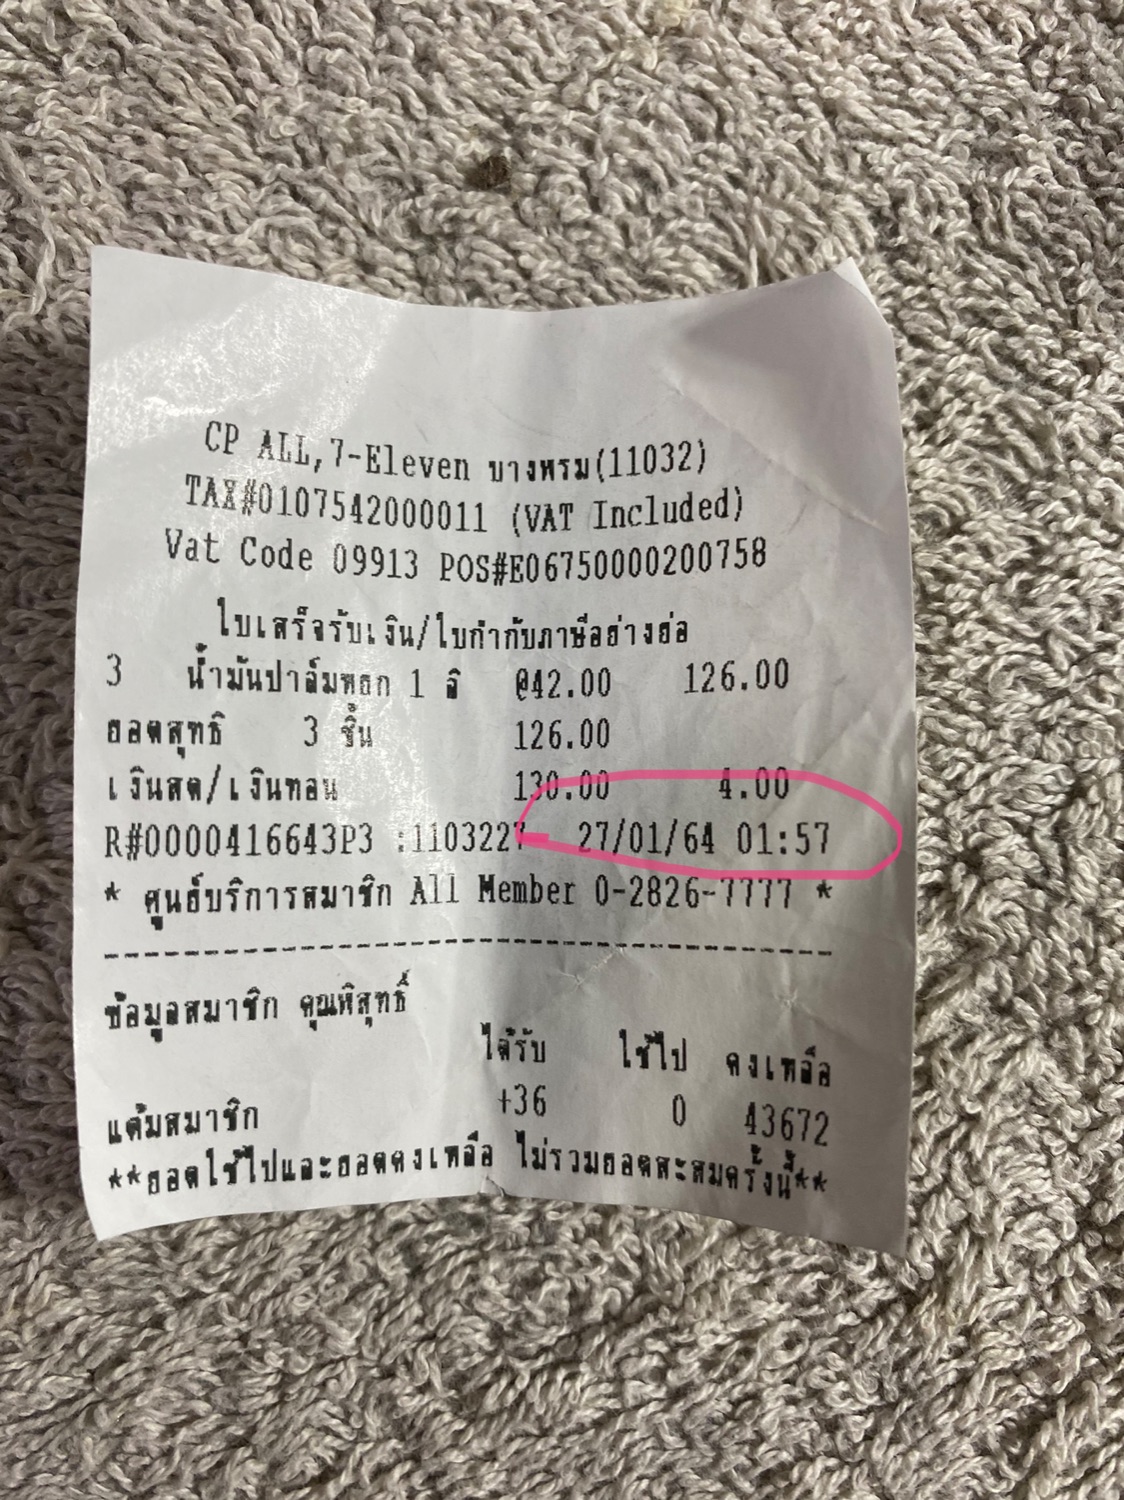 CP ALL,7-Eleven บางพรม(11032)
TAX#0107542000011 (VAT Included)
Vat Code 09913 POS#E06750000200758
ใบเสร็จรับเงิน/ใบกำกับภาษีอย่างย่อ
3 น้ำมันปาล์มหยก 1 ลิ @42.00 126.00
ยอดสุทธิ 3 ชิ้น 126.00
เงินสด/เงินทอน 130.00 4.00
R#0000416643P3 :1103227 27/01/64 01:57
* ศูนย์บริการสมาชิก All Member 0-2826-7777 *
ข้อมูลสมาชิก คุณพิสุทธิ์
ได้รับ ใช้ไป คงเหลือ
แต้มสมาชิก +36 0 43672
**ยอดใช้ไปและยอดคงเหลือ ไม่รวมยอดสะสมครั้งนี้**